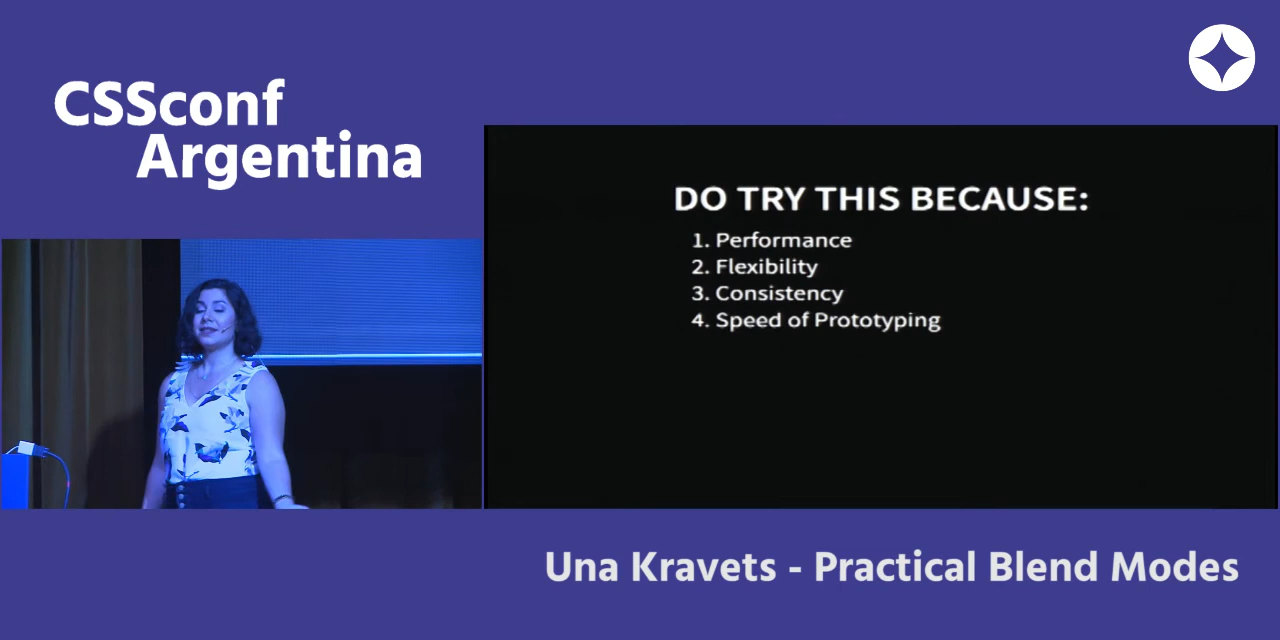 CSSconf
Argentina
DO TRY THIS BECAUSE:
1. Performance
2. Flexibility
3. Consistency
4. Speed of Prototyping
Una Kravets - Practical Blend Modes